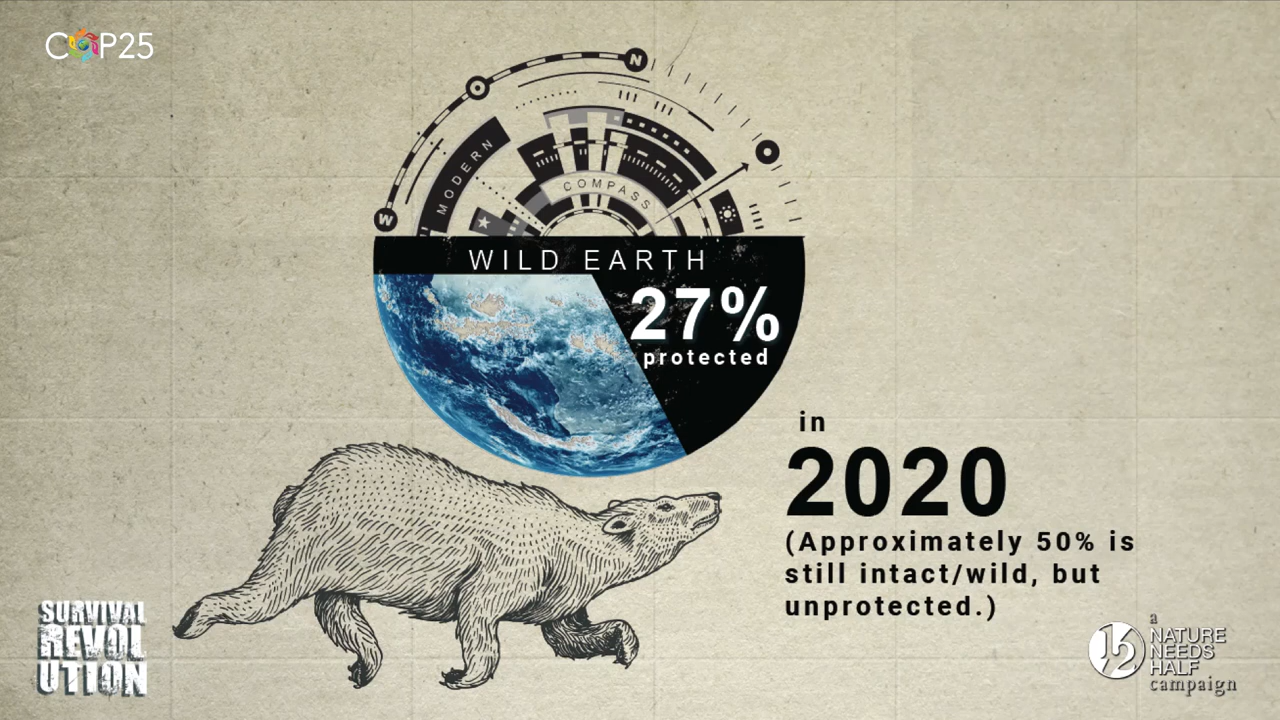 COP25
N
O
W
MODERN
COMPASS
WILD EARTH
27%
protected
in
2020
(Approximately 50% is
still intact/wild, but
unprotected.)
SURVIVAL
REVOL
UTION
1/2
a
NATURE
NEEDS
HALF
campaign